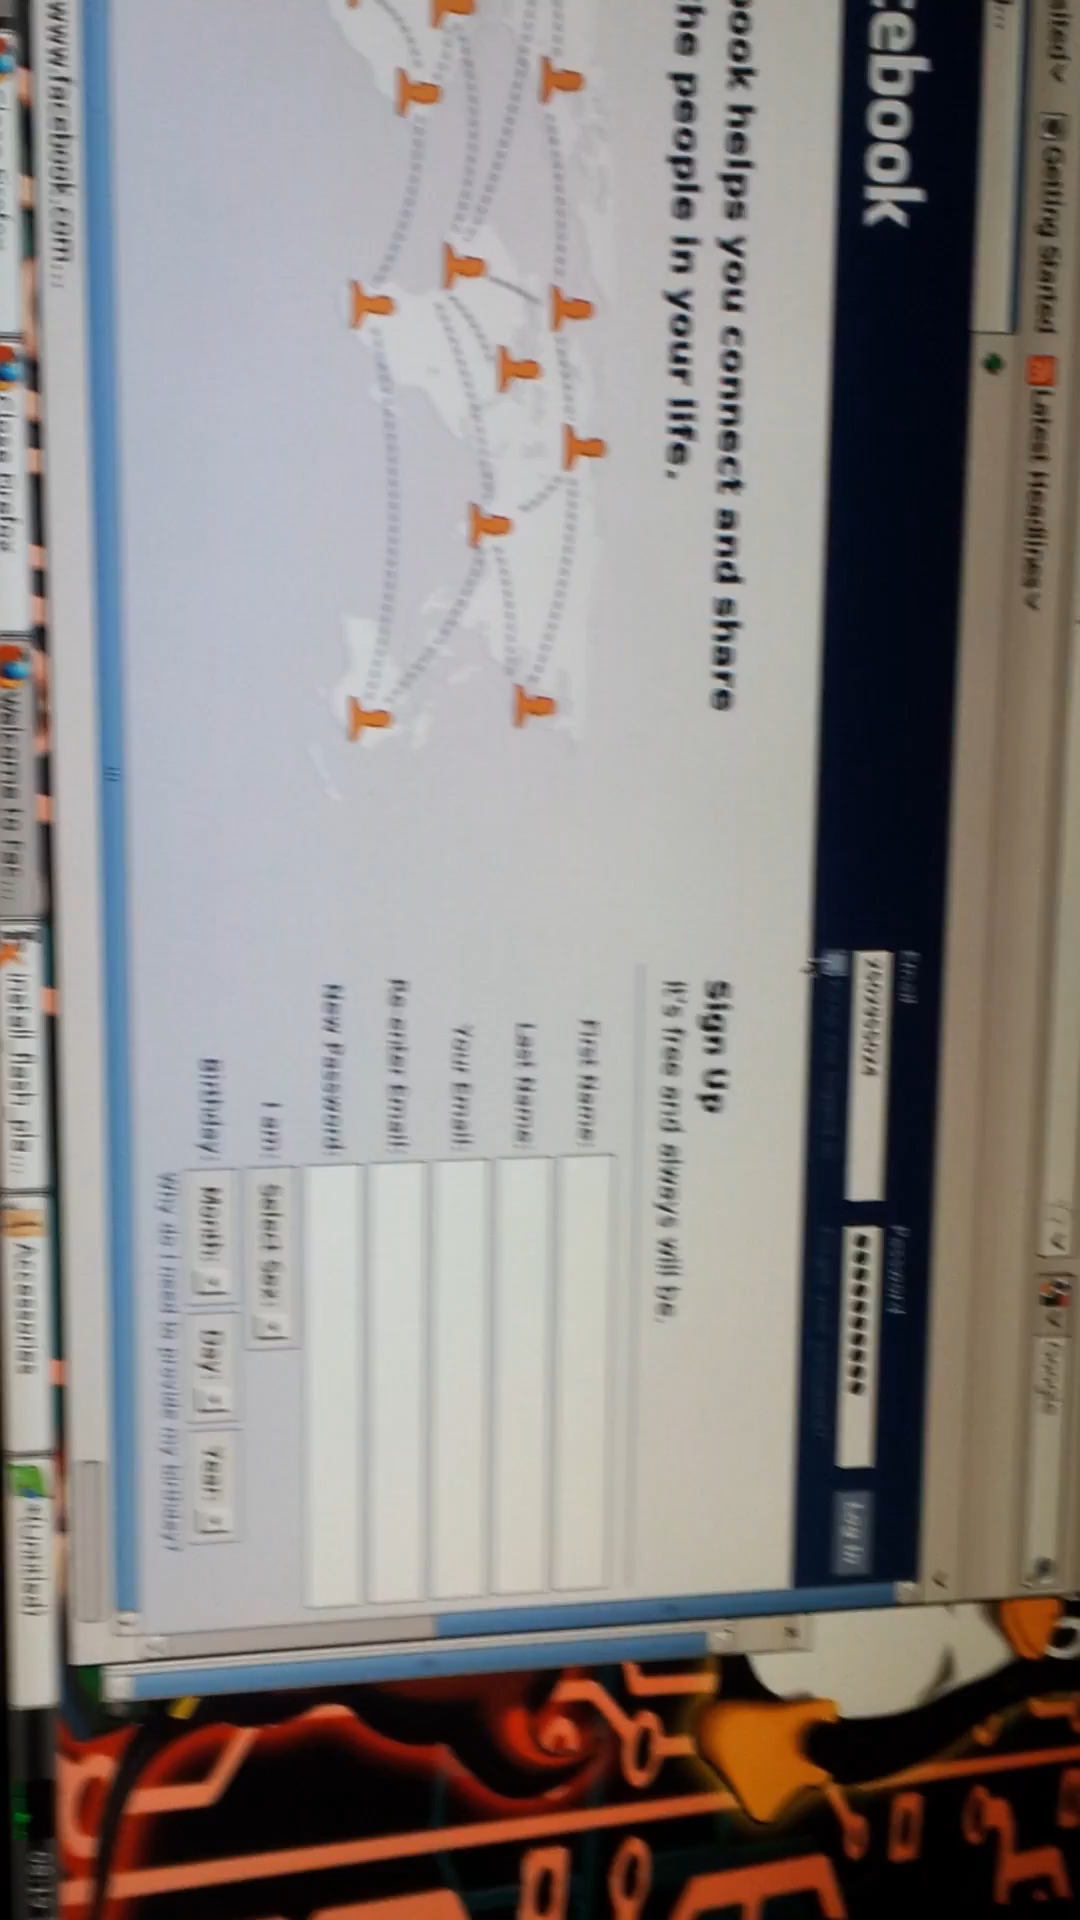 Getting Started
Latest Headlines
Google
cebook
Email
Password
Log In
book helps you connect and share
the people in your life.
Sign Up
It's free and always will be.
First Name:
Last Name:
Your Email:
Re-enter Email:
New Password:
I am:
Select Sex:
Birthday:
Month:
Day:
Year:
Why do I need to provide my birthday?
www.facebook.com...
Welcome to Fac...
Install flash pla...
Accessories